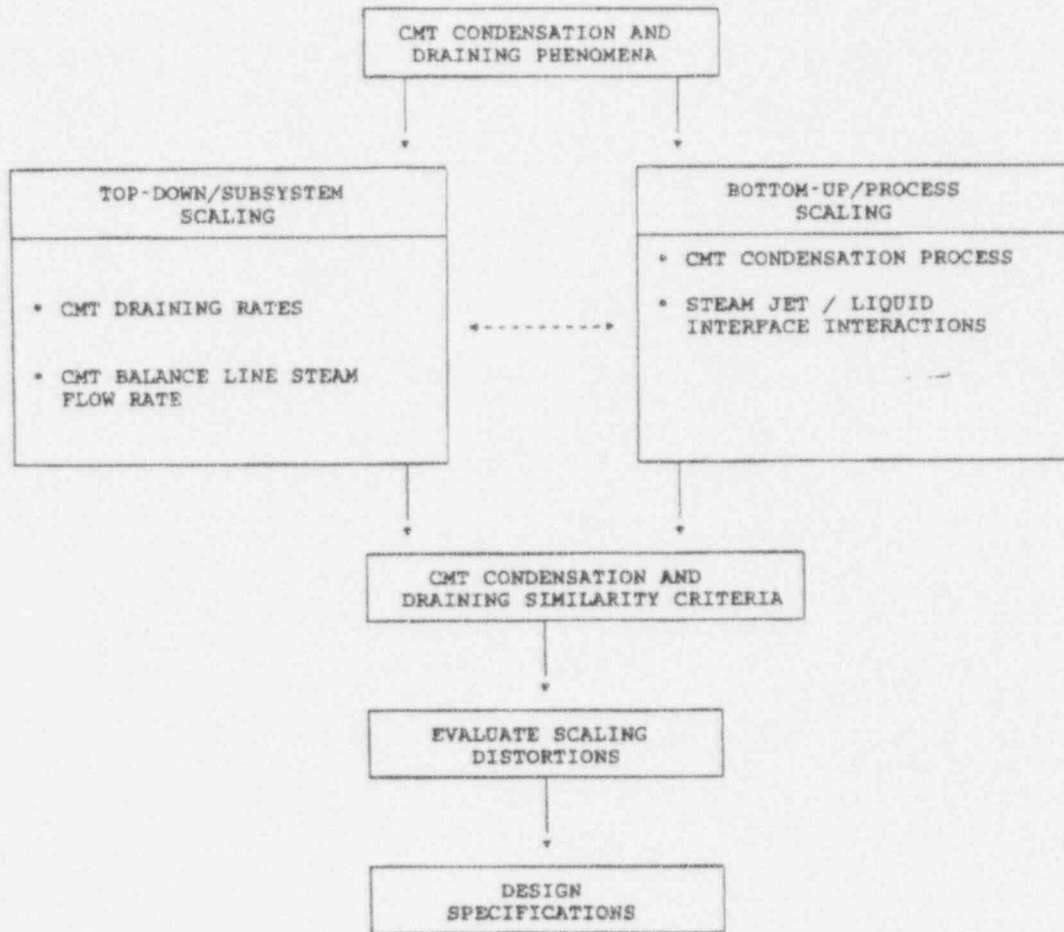 CMT CONDENSATION AND
DRAINING PHENOMENA
TOP-DOWN/SUBSYSTEM
SCALING
• CMT DRAINING RATES
• CMT BALANCE LINE STEAM
FLOW RATE
BOTTOM-UP/PROCESS
SCALING
• CMT CONDENSATION PROCESS
• STEAM JET / LIQUID
INTERFACE INTERACTIONS
CMT CONDENSATION AND
DRAINING SIMILARITY CRITERIA
EVALUATE SCALING
DISTORTIONS
DESIGN
SPECIFICATIONS